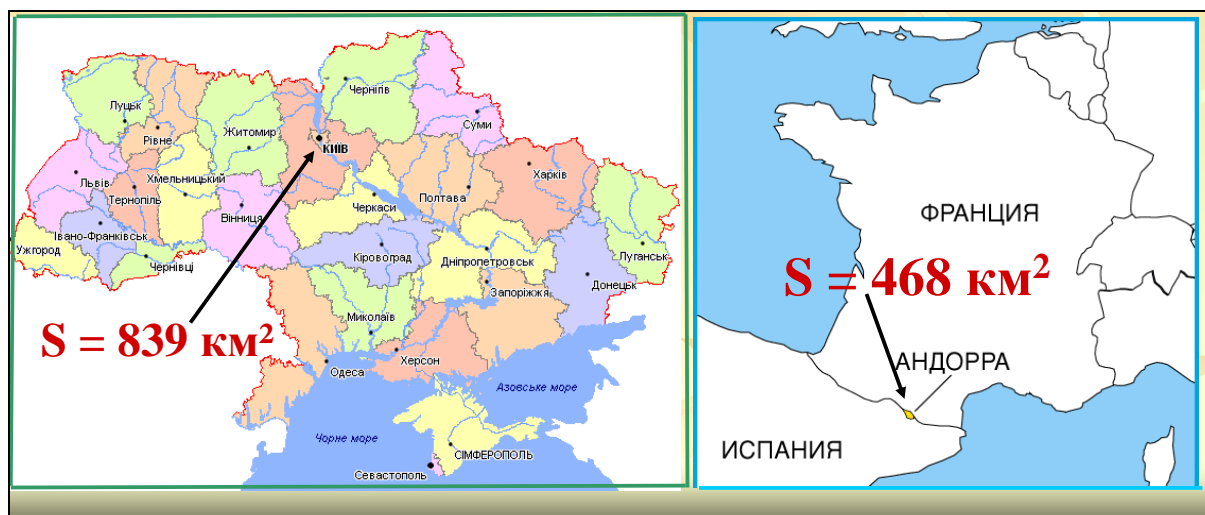 Чернігів
Луцьк
Суми
Рівне
Житомир
КИЇВ
Харків
Львів
Хмельницький
Тернопіль
Полтава
Черкаси
Вінниця
Івано-Франківськ
Ужгород
Кіровоград
Луганськ
Чернівці
Дніпропетровськ
Донецьк
Запоріжжя
Миколаїв
S = 839 км²
Херсон
Одеса
Азовське море
Чорне море
СІМФЕРОПОЛЬ
Севастополь
ФРАНЦИЯ
S = 468 км²
АНДОРРА
ИСПАНИЯ